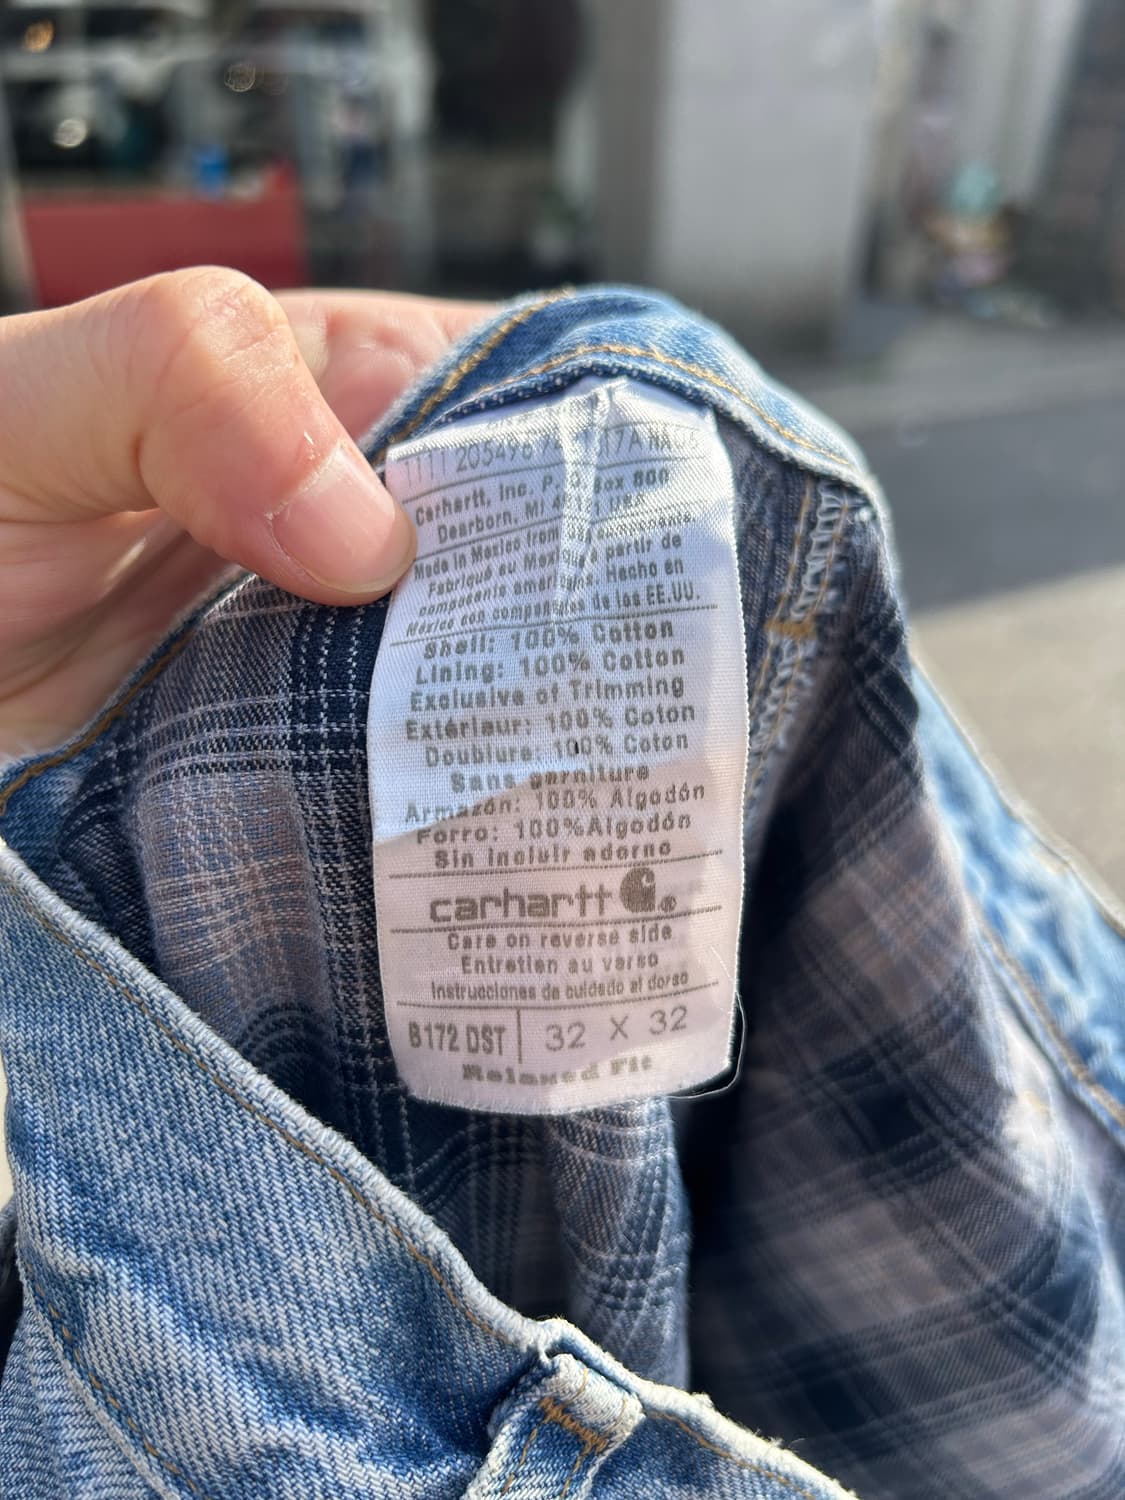 1111 205496
Carhartt, Inc. P.O. Box 600
Dearborn, MI U.S.A.
Made in Mexico from components.
Fabriqué au partir de
composants Hecho en
México con de los EE.UU.
Shell: 100% Cotton
Lining: 100% Cotton
Exclusive of Trimming
Extérieur: 100% Coton
Doublure: 100% Coton
Sans garniture
Armazón: 100% Algodón
Forro: 100%Algodón
Sin incluir adorno
carhartt ®
Care on reverse side
Entretien au verso
Instrucciones de cuidado al dorso
B172 DST 32 X 32
Relaxed Fit